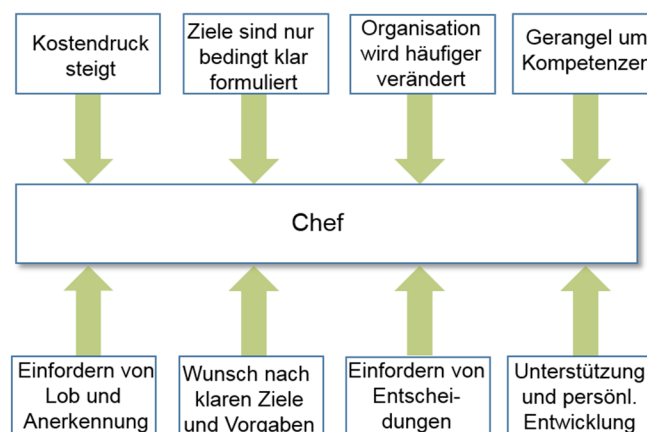 Kostendruck
steigt
Ziele sind nur
bedingt klar
formuliert
Organisation
wird häufiger
verändert
Gerangel um
Kompetenzen
Chef
Einfordern von
Lob und
Anerkennung
Wunsch nach
klaren Ziele
und Vorgaben
Einfordern von
Entschei-
dungen
Unterstützung
und persönl.
Entwicklung